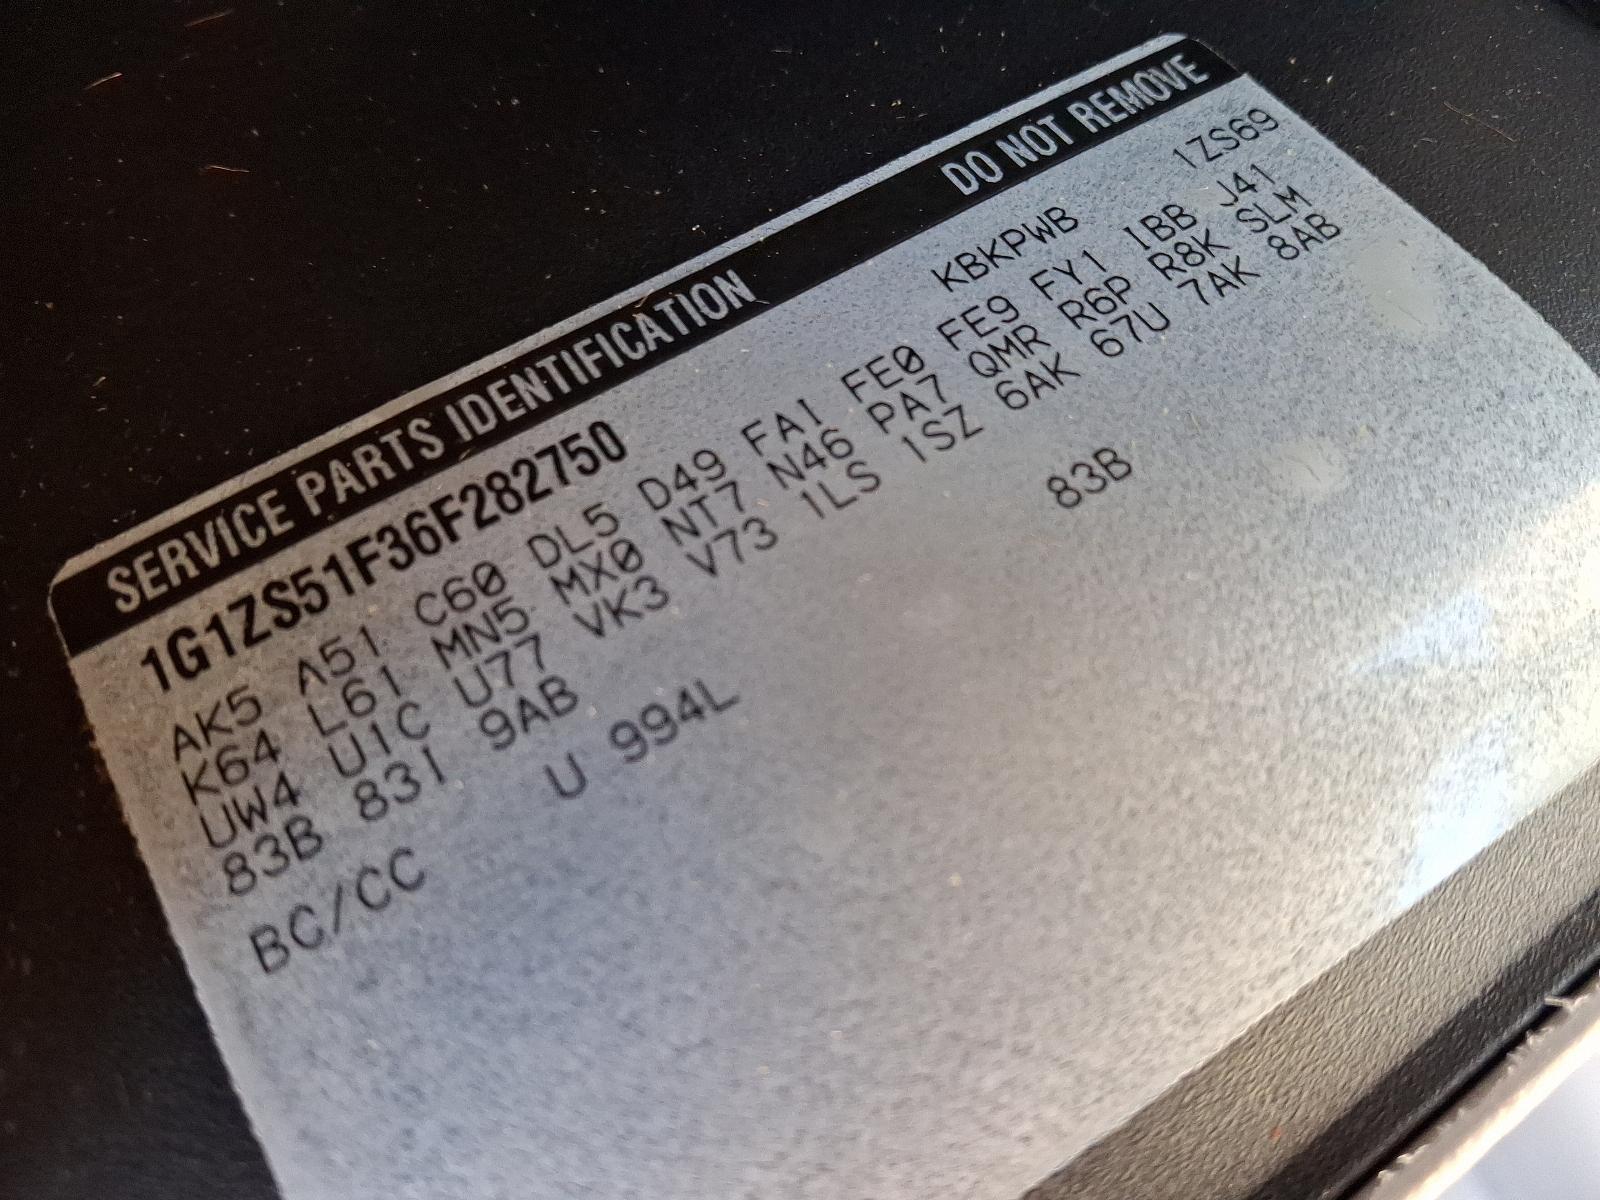 SERVICE PARTS IDENTIFICATION DO NOT REMOVE
1G1ZS51F36F282750 KBKPWB 1ZS69
AK5 A51 C60 DL5 D49 FA1 FE0 FE9 FY1 IBB J41
K64 L61 MN5 MX0 NT7 N46 PA7 QMR R6P R8K SLM
UW4 U1C U77 VK3 V73 1LS 1SZ 6AK 67U 7AK 8AB
83B 831 9AB
BC/CC U 994L 83B